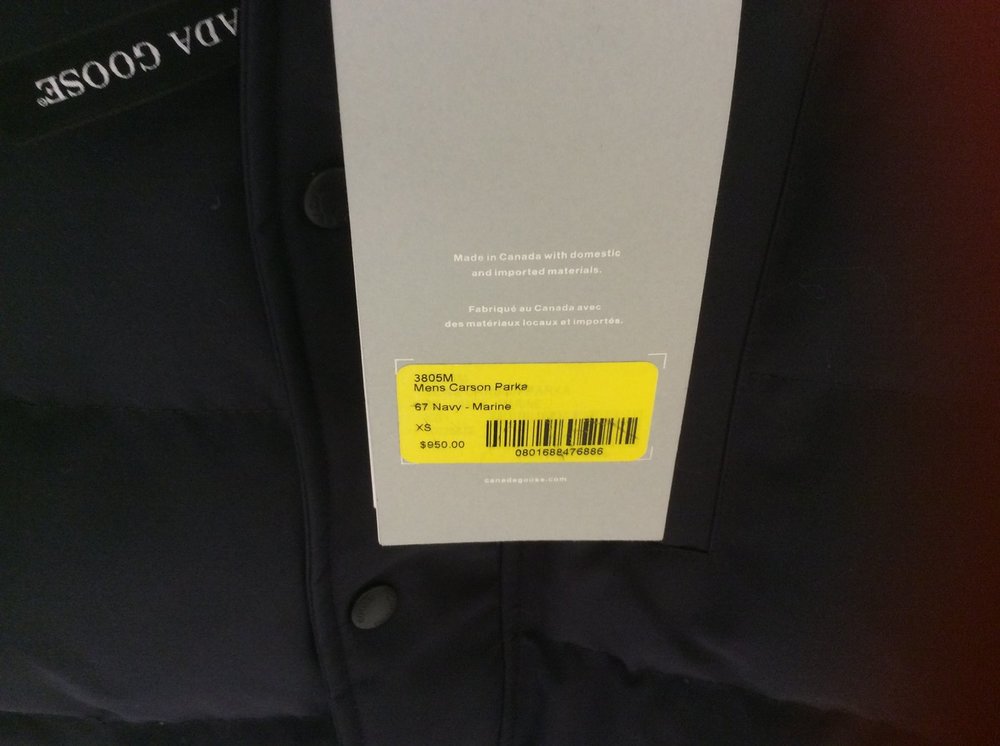 ADA GOOSE®
Made in Canada with domestic
and imported materials.
Fabriqué au Canada avec
des matériaux locaux et importés.
3805M
Mens Carson Parka
67 Navy - Marine
XS
$950.00
0801688476886
canadagoose.com